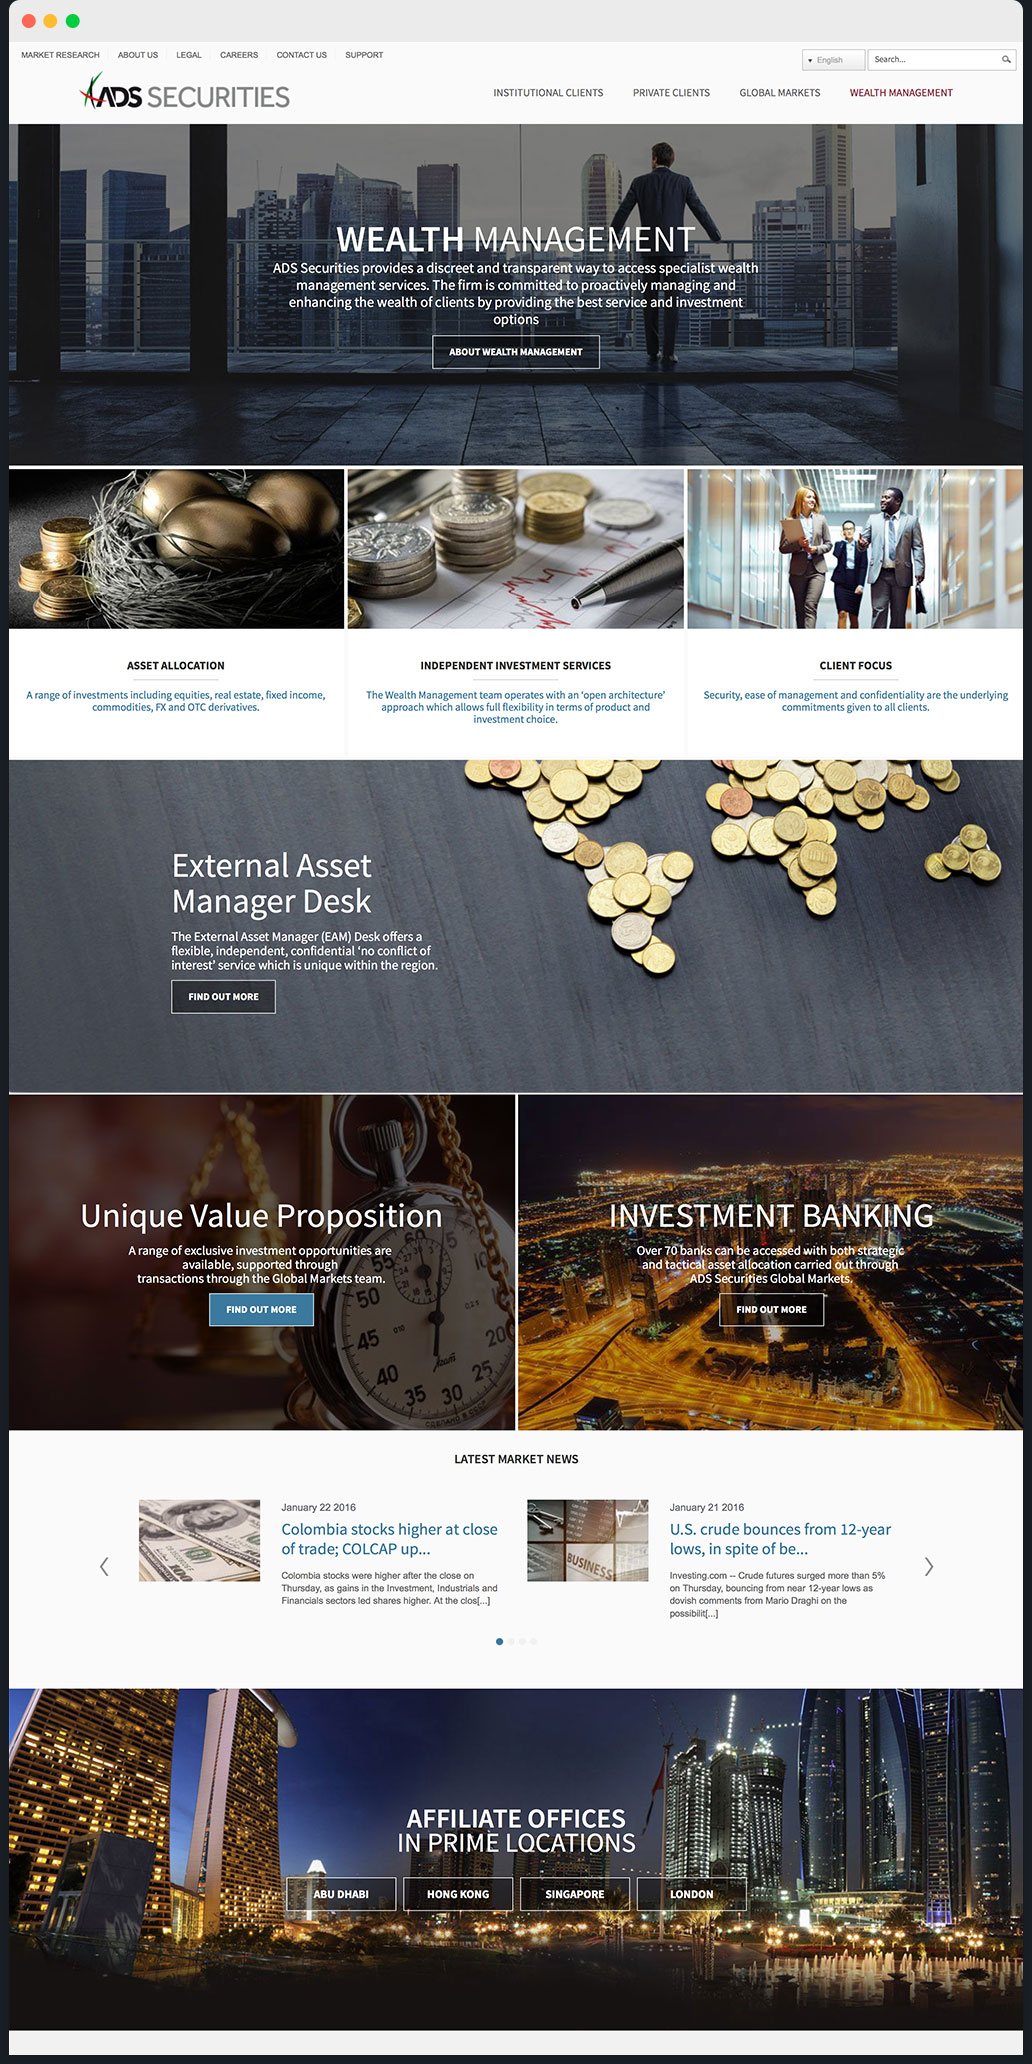 MARKET RESEARCH ABOUT US LEGAL CAREERS CONTACT US SUPPORT
English
Search...
ADS SECURITIES
INSTITUTIONAL CLIENTS PRIVATE CLIENTS GLOBAL MARKETS WEALTH MANAGEMENT
WEALTH MANAGEMENT
ADS Securities provides a discreet and transparent way to access specialist wealth
management services. The firm is committed to proactively managing and
enhancing the wealth of clients by providing the best service and investment
options
ABOUT WEALTH MANAGEMENT
ASSET ALLOCATION
A range of investments including equities, real estate, fixed income,
commodities, FX and OTC derivatives.
INDEPENDENT INVESTMENT SERVICES
The Wealth Management team operates with an ‘open architecture’
approach which allows full flexibility in terms of product and
investment choice.
CLIENT FOCUS
Security, ease of management and confidentiality are the underlying
commitments given to all clients.
External Asset
Manager Desk
The External Asset Manager (EAM) Desk offers a
flexible, independent, confidential ‘no conflict of
interest’ service which is unique within the region.
FIND OUT MORE
Unique Value Proposition
A range of exclusive investment opportunities are
available, supported through
transactions through the Global Markets team.
FIND OUT MORE
50
45
40
35
30
25
20
INVESTMENT BANKING
Over 70 banks can be accessed with both strategic
and tactical asset allocation carried out through
ADS Securities Global Markets.
FIND OUT MORE
LATEST MARKET NEWS
January 22 2016
Colombia stocks higher at close
of trade; COLCAP up...
Colombia stocks were higher after the close on
Thursday, as gains in the Investment, Industrials and
Financials sectors led shares higher. At the clos[...]
100
BUSINESS
January 21 2016
U.S. crude bounces from 12-year
lows, in spite of be...
Investing.com -- Crude futures surged more than 5%
on Thursday, bouncing from near 12-year lows as
dovish comments from Mario Draghi on the
possibilit[...]
AFFILIATE OFFICES
IN PRIME LOCATIONS
ABU DHABI
HONG KONG
SINGAPORE
LONDON